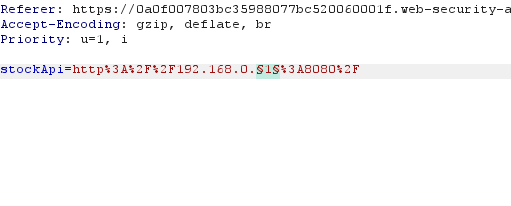 Referer: https://0a0f007803bc35988077bc520060001f.web-security-a
Accept-Encoding: gzip, deflate, br
Priority: u=1, i
stockApi=http%3A%2F%2F192.168.0.§1§%3A8080%2F